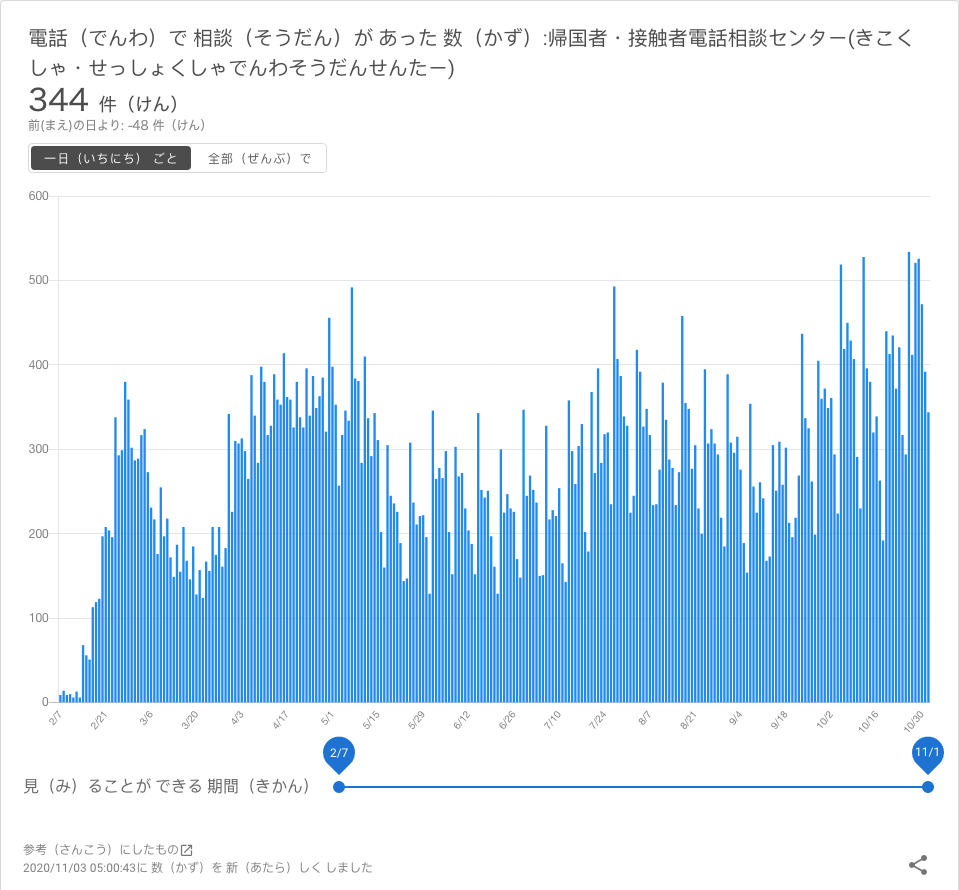 電話（でんわ）で 相談（そうだん）が あった 数（かず）:帰国者・接触者電話相談センター(きこく
しゃ・せっしょくしゃでんわそうだんせんたー)
344 件（けん）
前(まえ)の日より: -48 件（けん）
一日（いちにち） ごと 全部（ぜんぶ）で
600
500
400
300
200
100
0
2/7 2/21 3/6 3/20 4/3 4/17 5/1 5/15 5/29 6/12 6/26 7/10 7/24 8/7 8/21 9/4 9/18 10/2 10/16 10/30
2/7 11/1
見（み）ることが できる 期間（きかん）
参考（さんこう）にしたもの
2020/11/03 05:00:43に 数（かず）を 新（あたら）しく しました